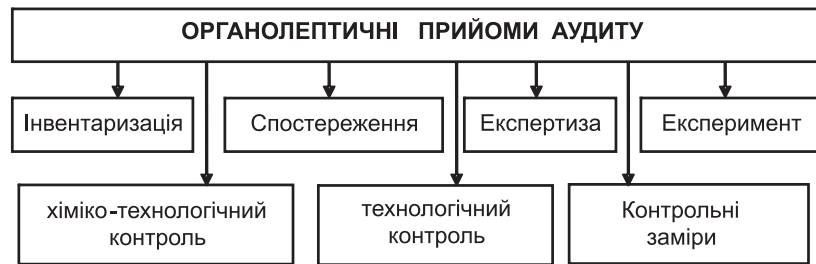 ОРГАНОЛЕПТИЧНІ ПРИЙОМИ АУДИТУ
Інвентаризація
Спостереження
Експертиза
Експеримент
хіміко-технологічний
контроль
технологічний
контроль
Контрольні
заміри